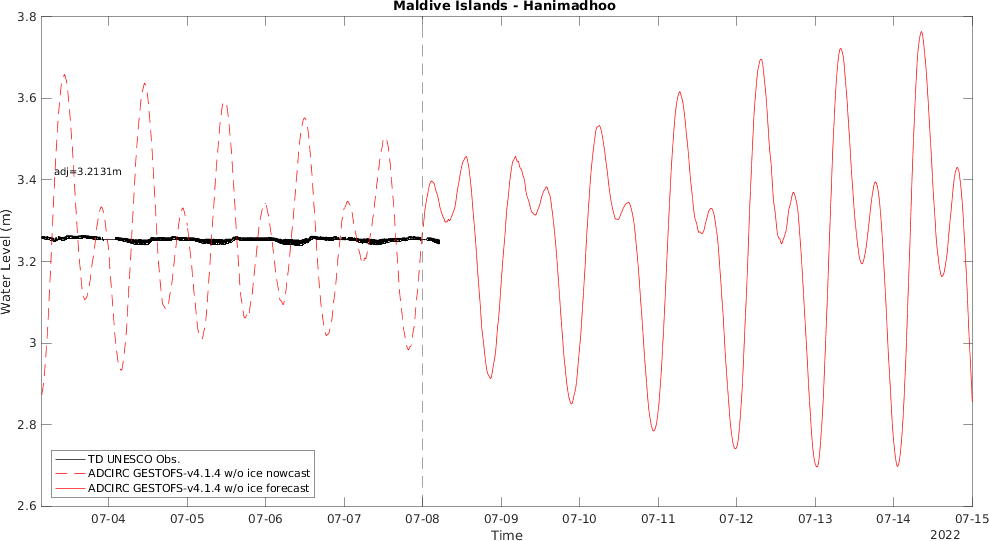 Maldive Islands - Hanimadhoo
3.8
3.6
3.4
3.2
3
2.8
2.6
Water Level (m)
adj=3.2131m
TD UNESCO Obs.
ADCIRC GESTOFS-v4.1.4 w/o ice nowcast
ADCIRC GESTOFS-v4.1.4 w/o ice forecast
07-04 07-05 07-06 07-07 07-08 07-09 07-10 07-11 07-12 07-13 07-14 07-15
Time
2022